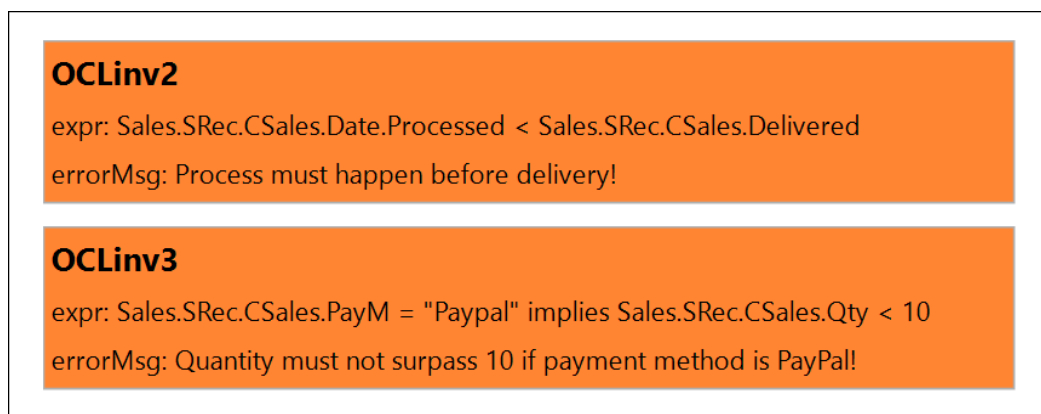 OCLinv2
expr: Sales.SRec.CSales.Date.Processed < Sales.SRec.CSales.Delivered
errorMsg: Process must happen before delivery!
OCLinv3
expr: Sales.SRec.CSales.PayM = "Paypal" implies Sales.SRec.CSales.Qty < 10
errorMsg: Quantity must not surpass 10 if payment method is PayPal!